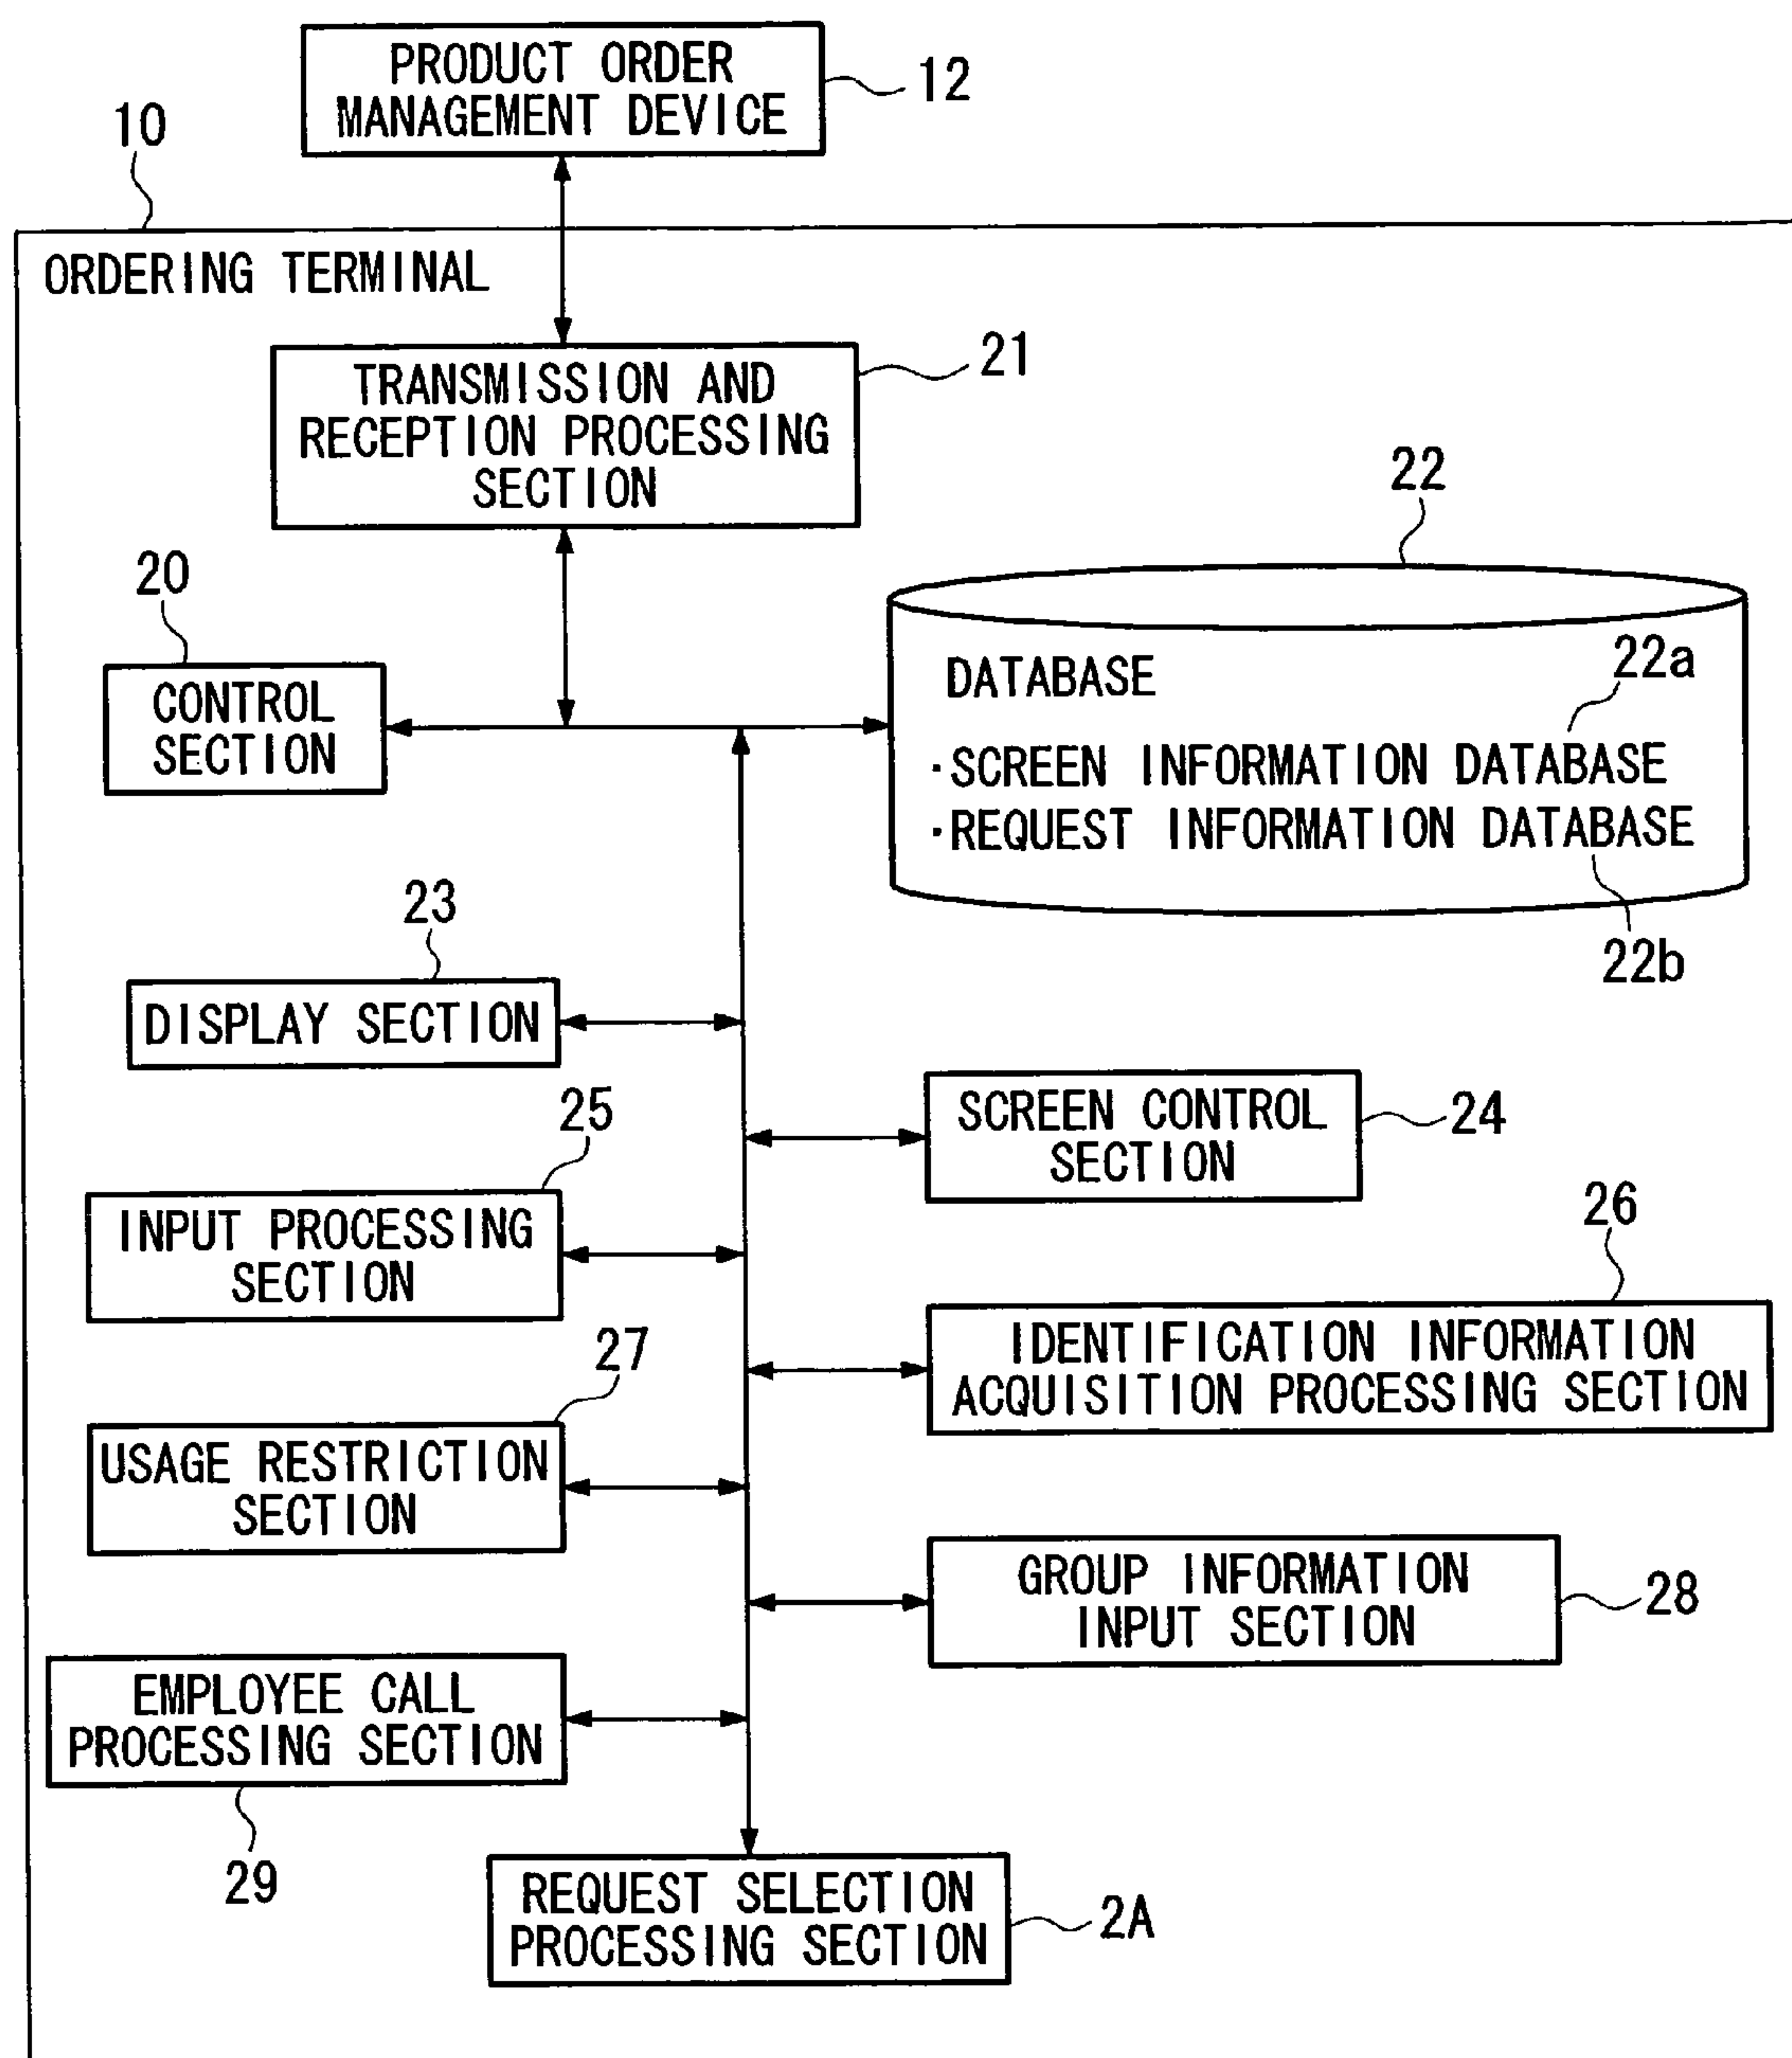 PRODUCT ORDER
MANAGEMENT DEVICE
12
10
ORDERING TERMINAL
TRANSMISSION AND
RECEPTION PROCESSING
SECTION
21
22
20
CONTROL
SECTION
DATABASE
22a
·SCREEN INFORMATION DATABASE
·REQUEST INFORMATION DATABASE
22b
23
DISPLAY SECTION
SCREEN CONTROL
SECTION
24
25
INPUT PROCESSING
SECTION
26
IDENTIFICATION INFORMATION
ACQUISITION PROCESSING SECTION
27
USAGE RESTRICTION
SECTION
GROUP INFORMATION
INPUT SECTION
28
EMPLOYEE CALL
PROCESSING SECTION
29
REQUEST SELECTION
PROCESSING SECTION
2A